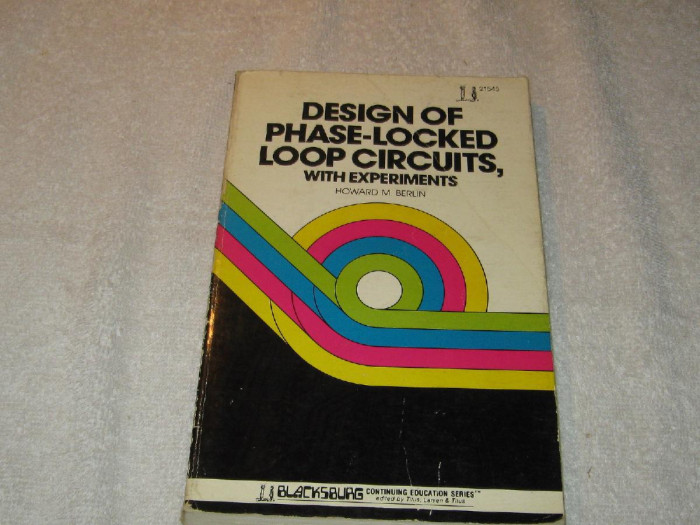 21545
DESIGN OF
PHASE-LOCKED
LOOP CIRCUITS,
WITH EXPERIMENTS
HOWARD M. BERLIN
BLACKSBURG CONTINUING EDUCATION SERIES™
edited by Titus, Larsen & Titus